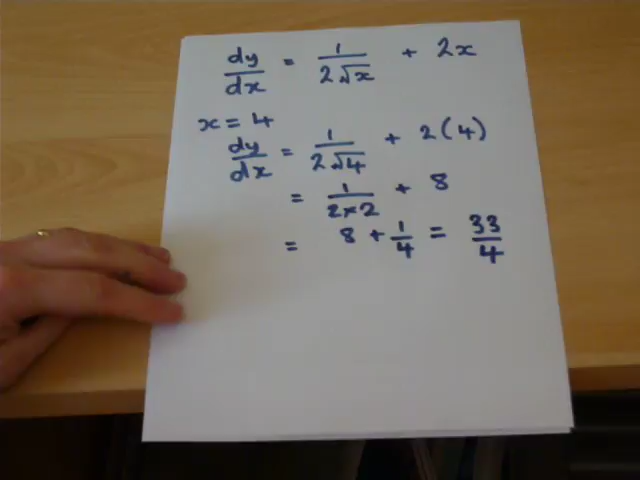 dy/dx = 1/(2√x) + 2x
x = 4
dy/dx = 1/(2√4) + 2(4)
= 1/(2×2) + 8
= 8 + 1/4 = 33/4